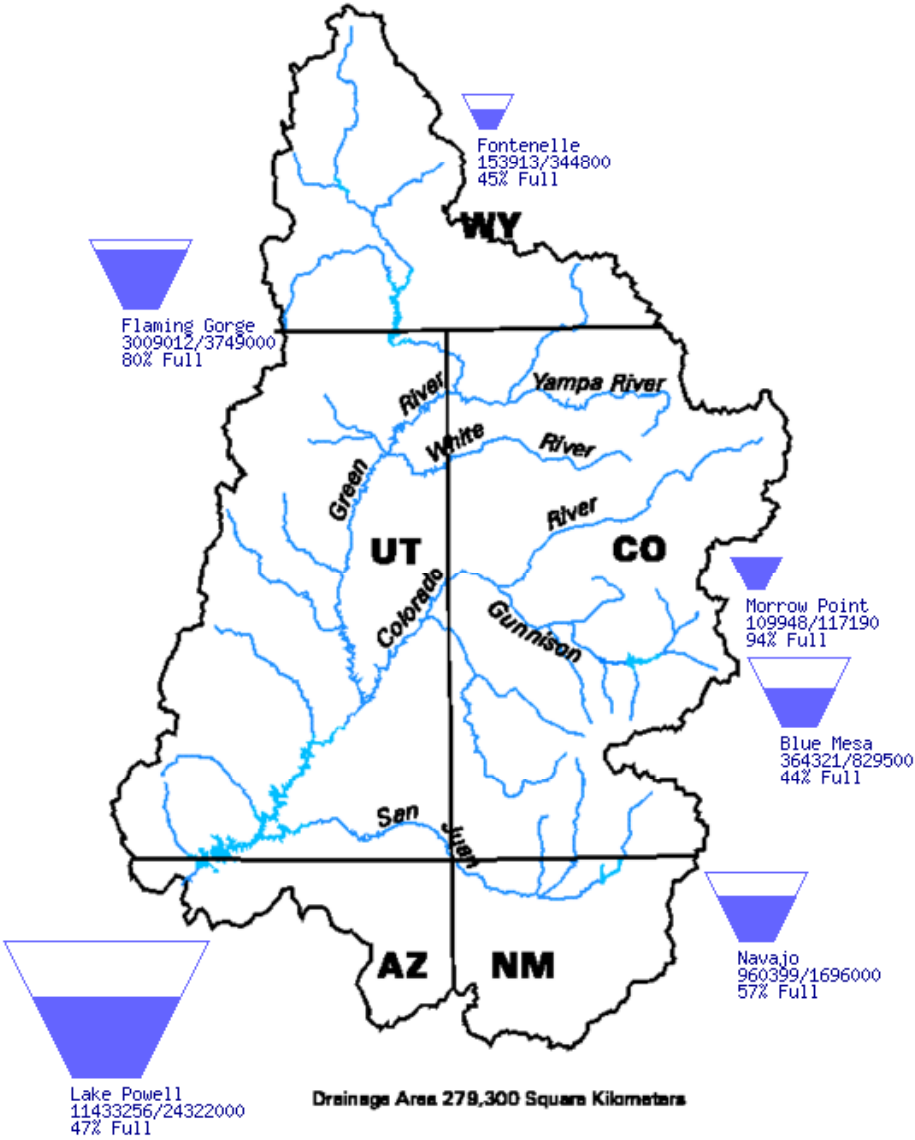 Fontenelle
153913/344800
45% Full
WY
Flaming Gorge
3009012/3749000
80% Full
Yampa River
Green River
White River
River
UT
CO
Colorado
Gunnison
Morrow Point
109948/117190
94% Full
Blue Mesa
364321/829500
44% Full
San Juan
AZ
NM
Navajo
960399/1696000
57% Full
Lake Powell
11433256/24322000
47% Full
Drainage Area 279,300 Square Kilometers